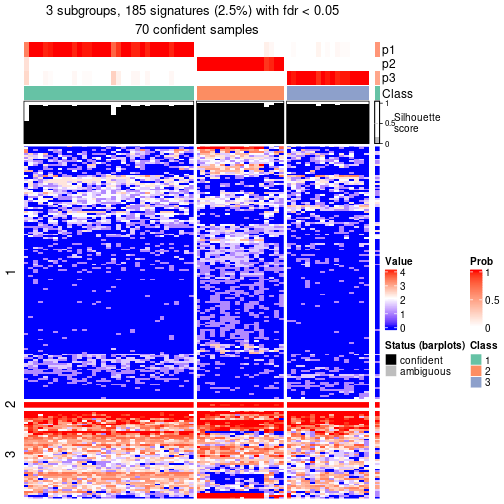 3 subgroups, 185 signatures (2.5%) with fdr < 0.05
70 confident samples
p1
p2
p3
Class
1
0.5
0
Silhouette
score
1
2
3
Value
4
3
2
1
0
Prob
1
0.5
0
Status (barplots)
confident
ambiguous
Class
1
2
3